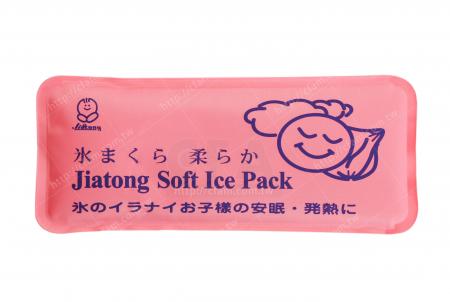 氷まくら 柔らか
Jiatong Soft Ice Pack
氷のイラナイお子様の安眠・発熱に